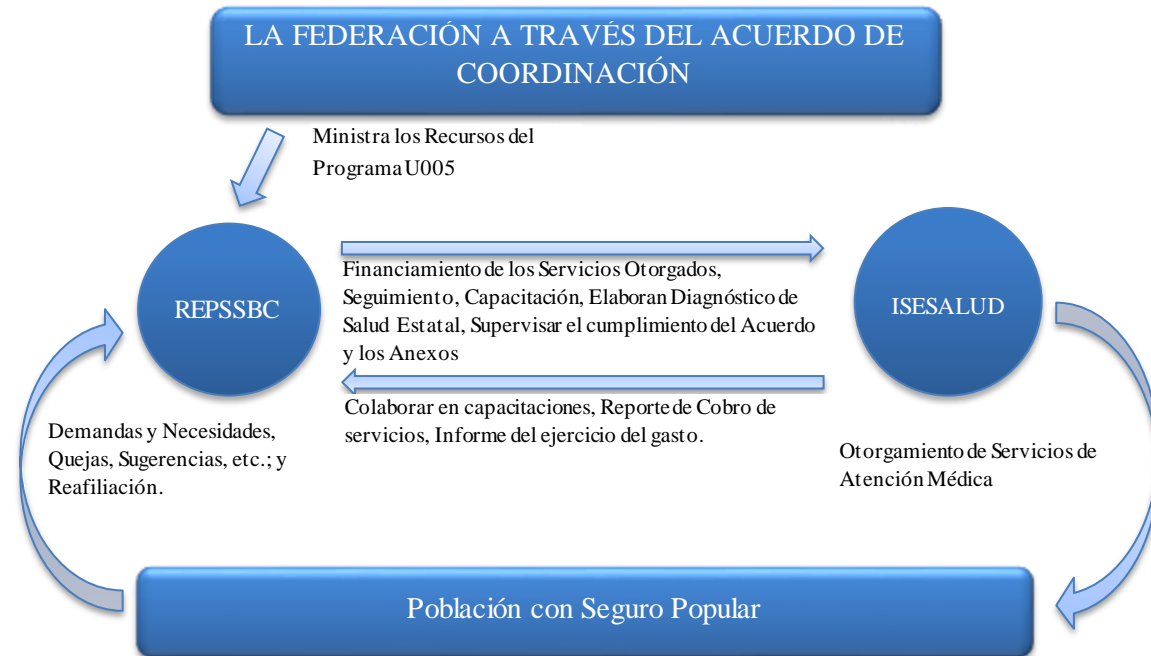 LA FEDERACIÓN A TRAVÉS DEL ACUERDO DE
COORDINACIÓN
Ministra los Recursos del
Programa U005
REPSSBC
Financiamiento de los Servicios Otorgados,
Seguimiento, Capacitación, Elaboran Diagnóstico de
Salud Estatal, Supervisar el cumplimiento del Acuerdo
y los Anexos
ISESALUD
Colaborar en capacitaciones, Reporte de Cobro de
servicios, Informe del ejercicio del gasto.
Demandas y Necesidades,
Quejas, Sugerencias, etc.; y
Reafiliación.
Otorgamiento de Servicios de
Atención Médica
Población con Seguro Popular